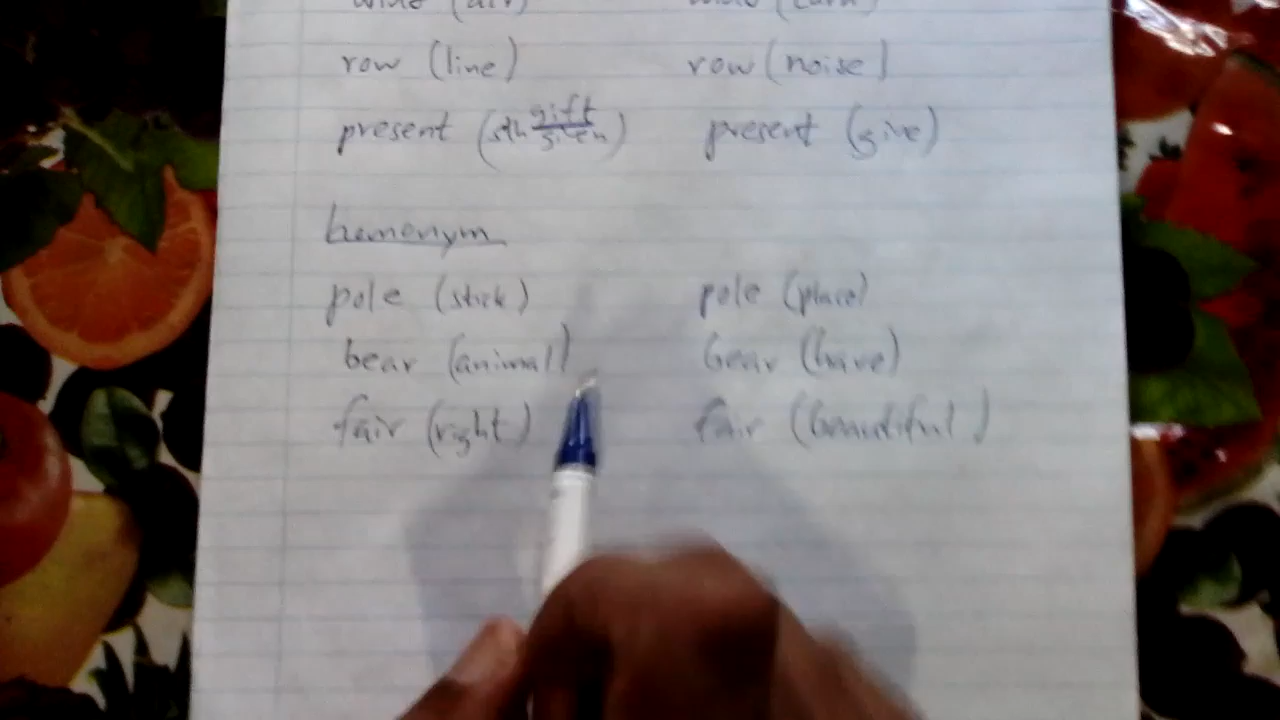 row (line) row (noise)
present (sth gift given) present (give)
homonym
pole (stick) pole (place)
bear (animal) bear (have)
fair (right) fair (beautiful)